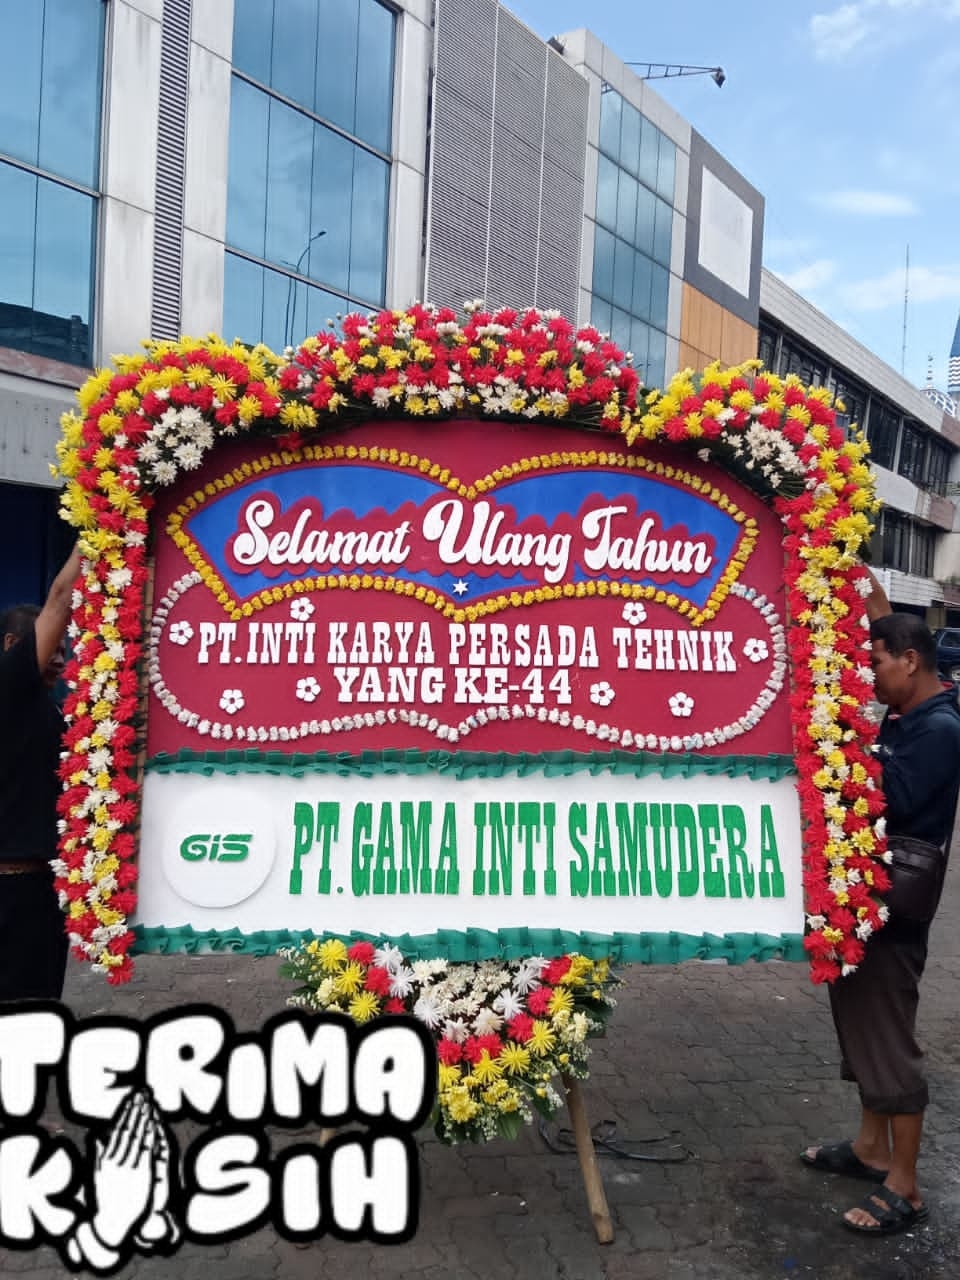 Selamat Ulang Tahun
PT. INTI KARYA PERSADA TEHNIK
YANG KE-44
GIS
PT. GAMA INTI SAMUDERA
TERIMA
KASIH